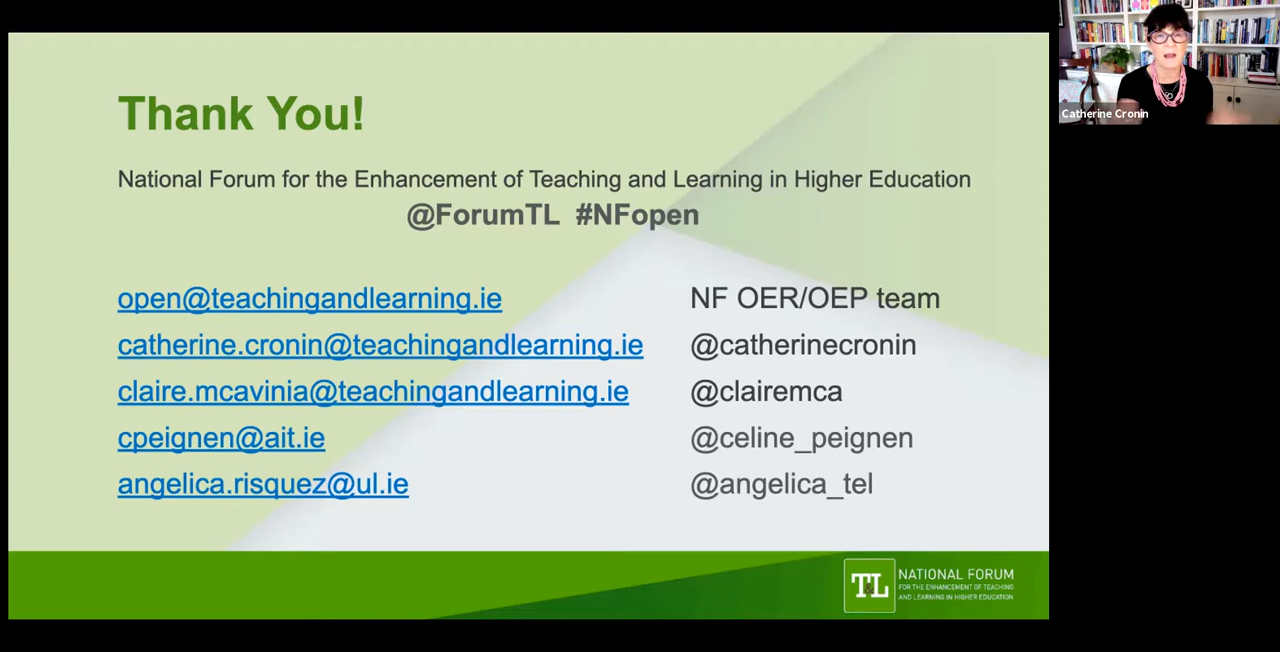 Thank You!
National Forum for the Enhancement of Teaching and Learning in Higher Education
@ForumTL #NFopen
open@teachingandlearning.ie NF OER/OEP team
catherine.cronin@teachingandlearning.ie @catherinecronin
claire.mcavinia@teachingandlearning.ie @clairemca
cpeignen@ait.ie @celine_peignen
angelica.risquez@ul.ie @angelica_tel
T&L
NATIONAL FORUM
FOR THE ENHANCEMENT OF TEACHING
AND LEARNING IN HIGHER EDUCATION
Catherine Cronin